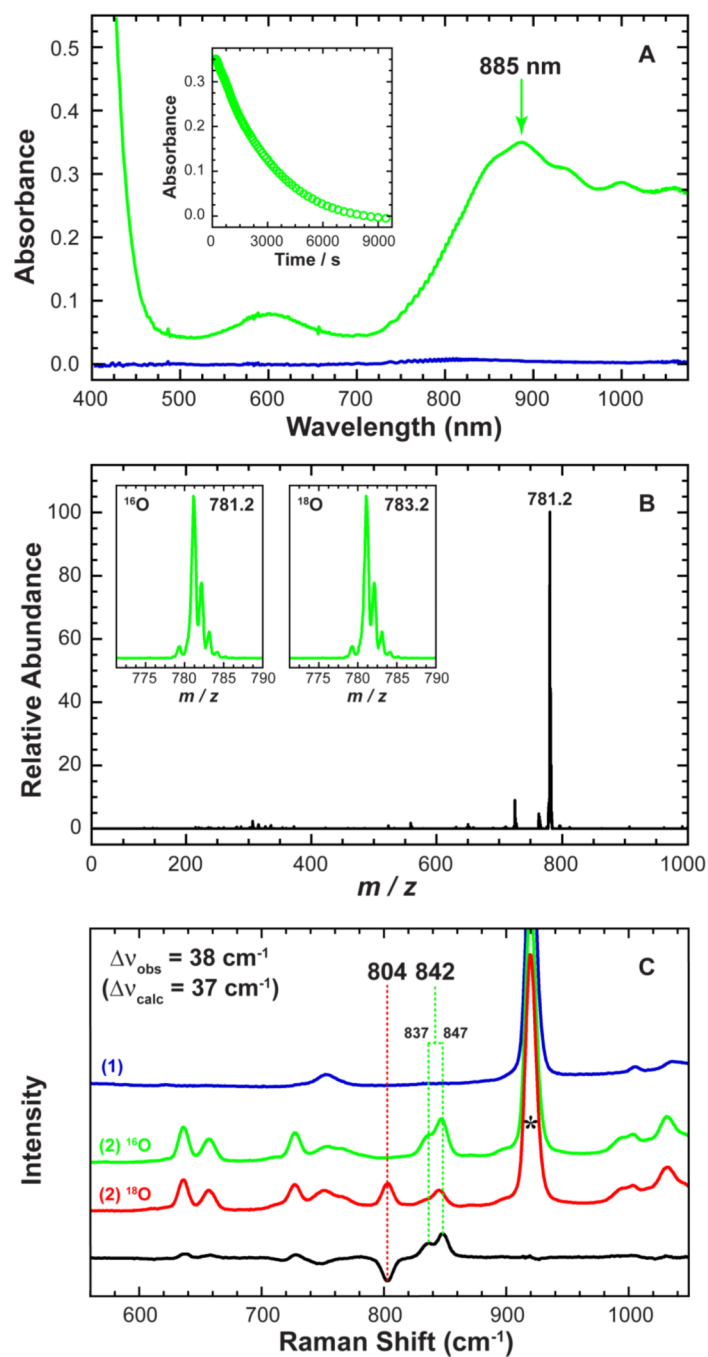 0.5
0.4
0.3
0.2
0.1
0.0
Absorbance
400 500 600 700 800 900 1000
Wavelength (nm)
A
885 nm
0.3
0.2
0.1
0.0
Absorbance
0 3000 6000 9000
Time / s
100
80
60
40
20
0
Relative Abundance
0 200 400 600 800 1000
m / z
B
781.2
¹⁶O 781.2
775 780 785 790
m / z
¹⁸O 783.2
775 780 785 790
m / z
C
Δνobs = 38 cm⁻¹
(Δνcalc = 37 cm⁻¹)
804 842
837 847
(1)
(2) ¹⁶O
*
(2) ¹⁸O
Intensity
600 700 800 900 1000
Raman Shift (cm⁻¹)